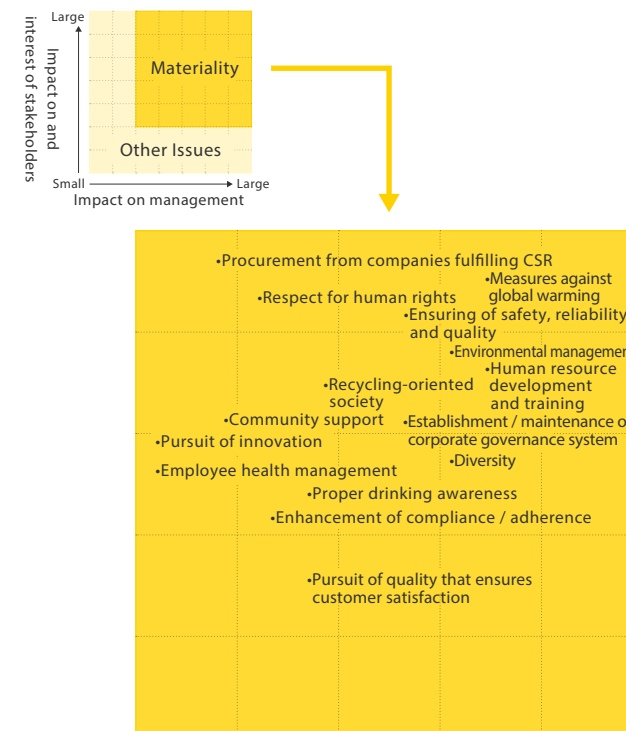 Large
Impact on and
interest of stakeholders
Materiality
Other Issues
Small
Large
Impact on management
•Procurement from companies fulfilling CSR
•Measures against
global warming
•Respect for human rights
•Ensuring of safety, reliability
and quality
•Environmental managemen
•Human resource
development
and training
•Recycling-oriented
society
•Community support
•Establishment / maintenance o
corporate governance system
•Pursuit of innovation
•Diversity
•Employee health management
•Proper drinking awareness
•Enhancement of compliance / adherence
•Pursuit of quality that ensures
customer satisfaction